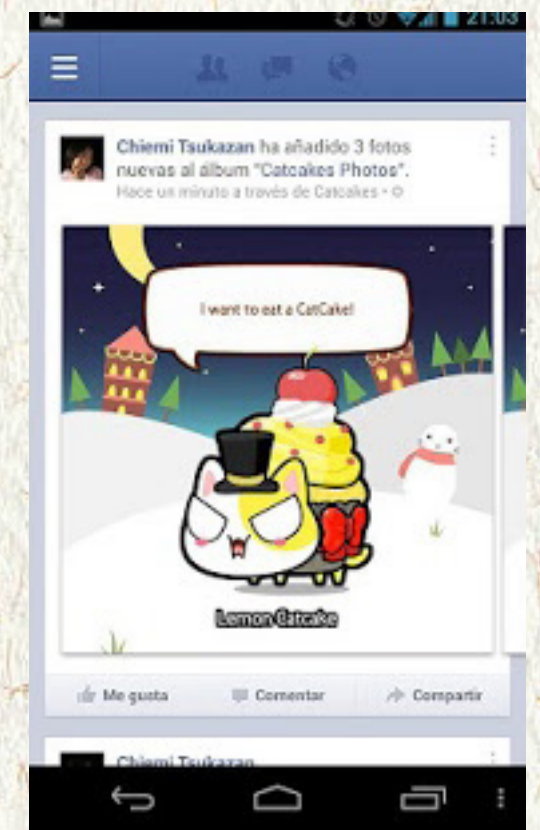 21:03
Chiemi Tsukazan ha añadido 3 fotos
nuevas al álbum "Catcakes Photos".
Hace un minuto a través de Catcakes •
I want to eat a CatCake!
Lemon Catcake
Me gusta Comentar Compartir
Chiemi Tsukazan